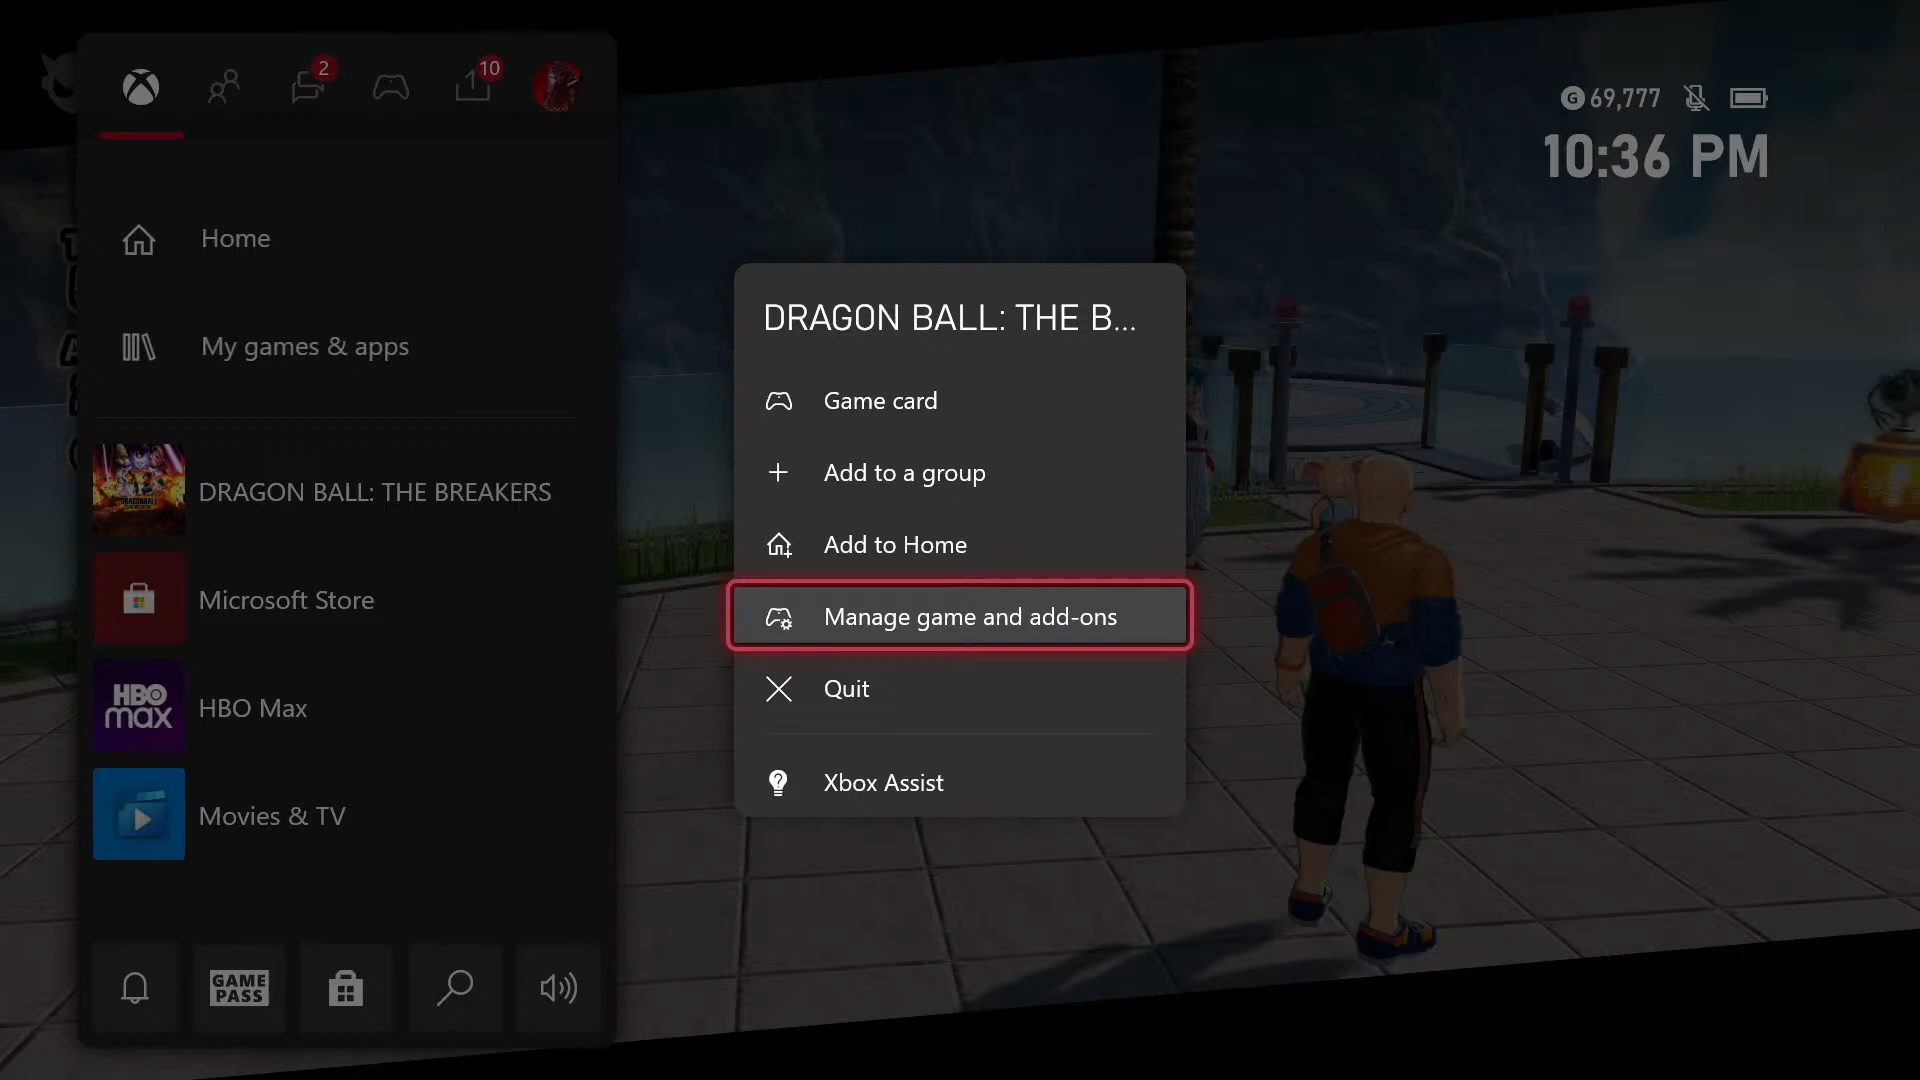 2
10
69,777
10:36 PM
Home
My games & apps
DRAGON BALL: THE BREAKERS
Microsoft Store
HBO
max
HBO Max
Movies & TV
GAME
PASS
DRAGON BALL: THE B...
Game card
Add to a group
Add to Home
Manage game and add-ons
Quit
Xbox Assist